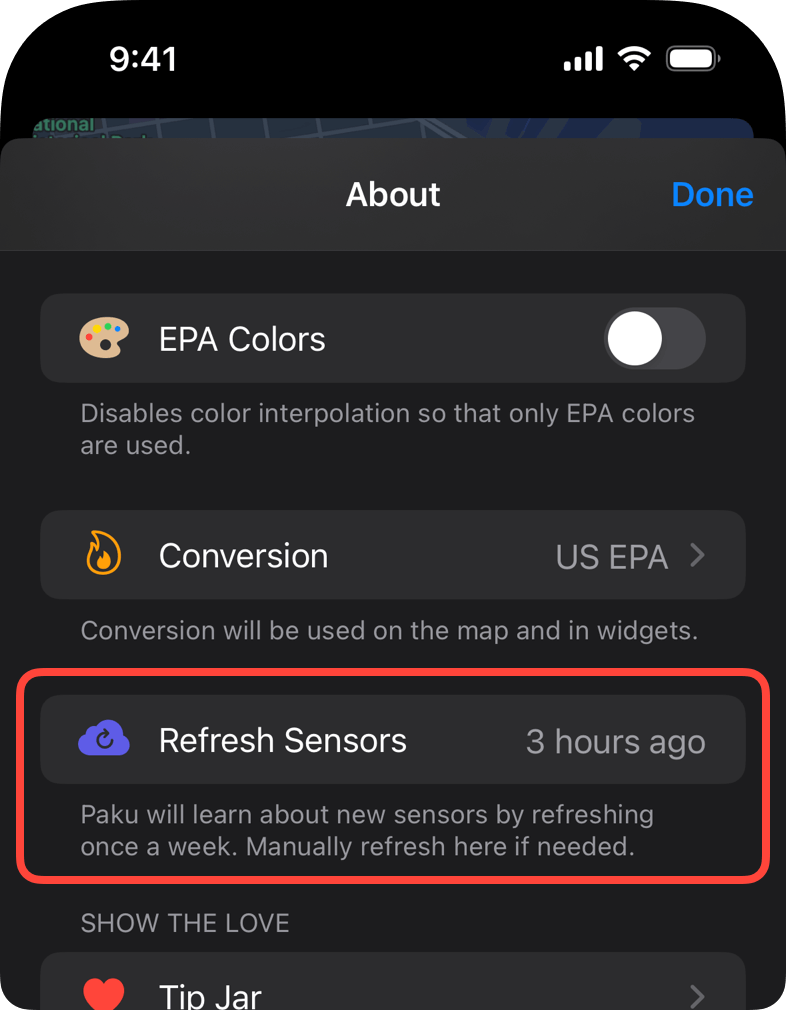 9:41
ational
About
Done
EPA Colors
Disables color interpolation so that only EPA colors
are used.
Conversion
US EPA
Conversion will be used on the map and in widgets.
Refresh Sensors
3 hours ago
Paku will learn about new sensors by refreshing
once a week. Manually refresh here if needed.
SHOW THE LOVE
Tip Jar